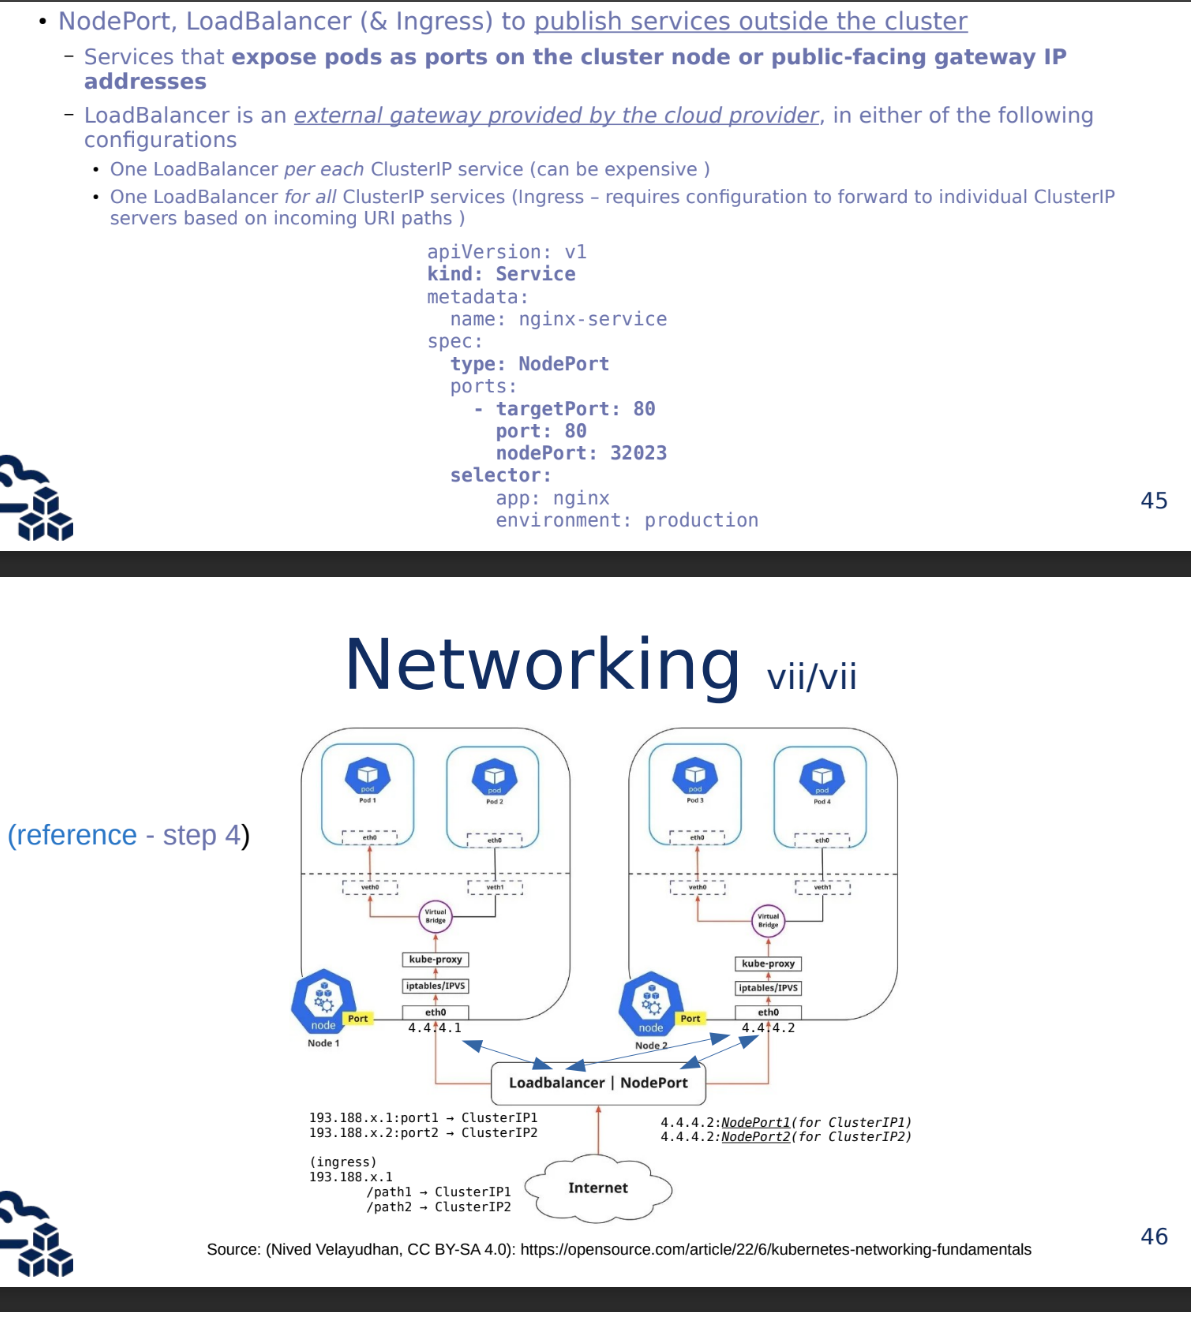 • NodePort, LoadBalancer (& Ingress) to publish services outside the cluster
– Services that expose pods as ports on the cluster node or public-facing gateway IP
addresses
– LoadBalancer is an external gateway provided by the cloud provider, in either of the following
configurations
• One LoadBalancer per each ClusterIP service (can be expensive )
• One LoadBalancer for all ClusterIP services (Ingress – requires configuration to forward to individual ClusterIP
servers based on incoming URI paths )
apiVersion: v1
kind: Service
metadata:
name: nginx-service
spec:
type: NodePort
ports:
- targetPort: 80
port: 80
nodePort: 32023
selector:
app: nginx
environment: production
45
Networking vii/vii
(reference - step 4)
pod
Pod 1
pod
Pod 2
pod
Pod 3
pod
Pod 4
eth0
eth0
eth0
eth0
veth0
veth1
veth0
veth1
Virtual
Bridge
Virtual
Bridge
kube-proxy
kube-proxy
iptables/IPVS
iptables/IPVS
eth0
eth0
node
Port
4.4.4.1
node
Port
4.4.4.2
Node 1
Node 2
Loadbalancer | NodePort
193.188.x.1:port1 → ClusterIP1
193.188.x.2:port2 → ClusterIP2
4.4.4.2:NodePort1(for ClusterIP1)
4.4.4.2:NodePort2(for ClusterIP2)
(ingress)
193.188.x.1
/path1 → ClusterIP1
/path2 → ClusterIP2
Internet
Source: (Nived Velayudhan, CC BY-SA 4.0): https://opensource.com/article/22/6/kubernetes-networking-fundamentals
46